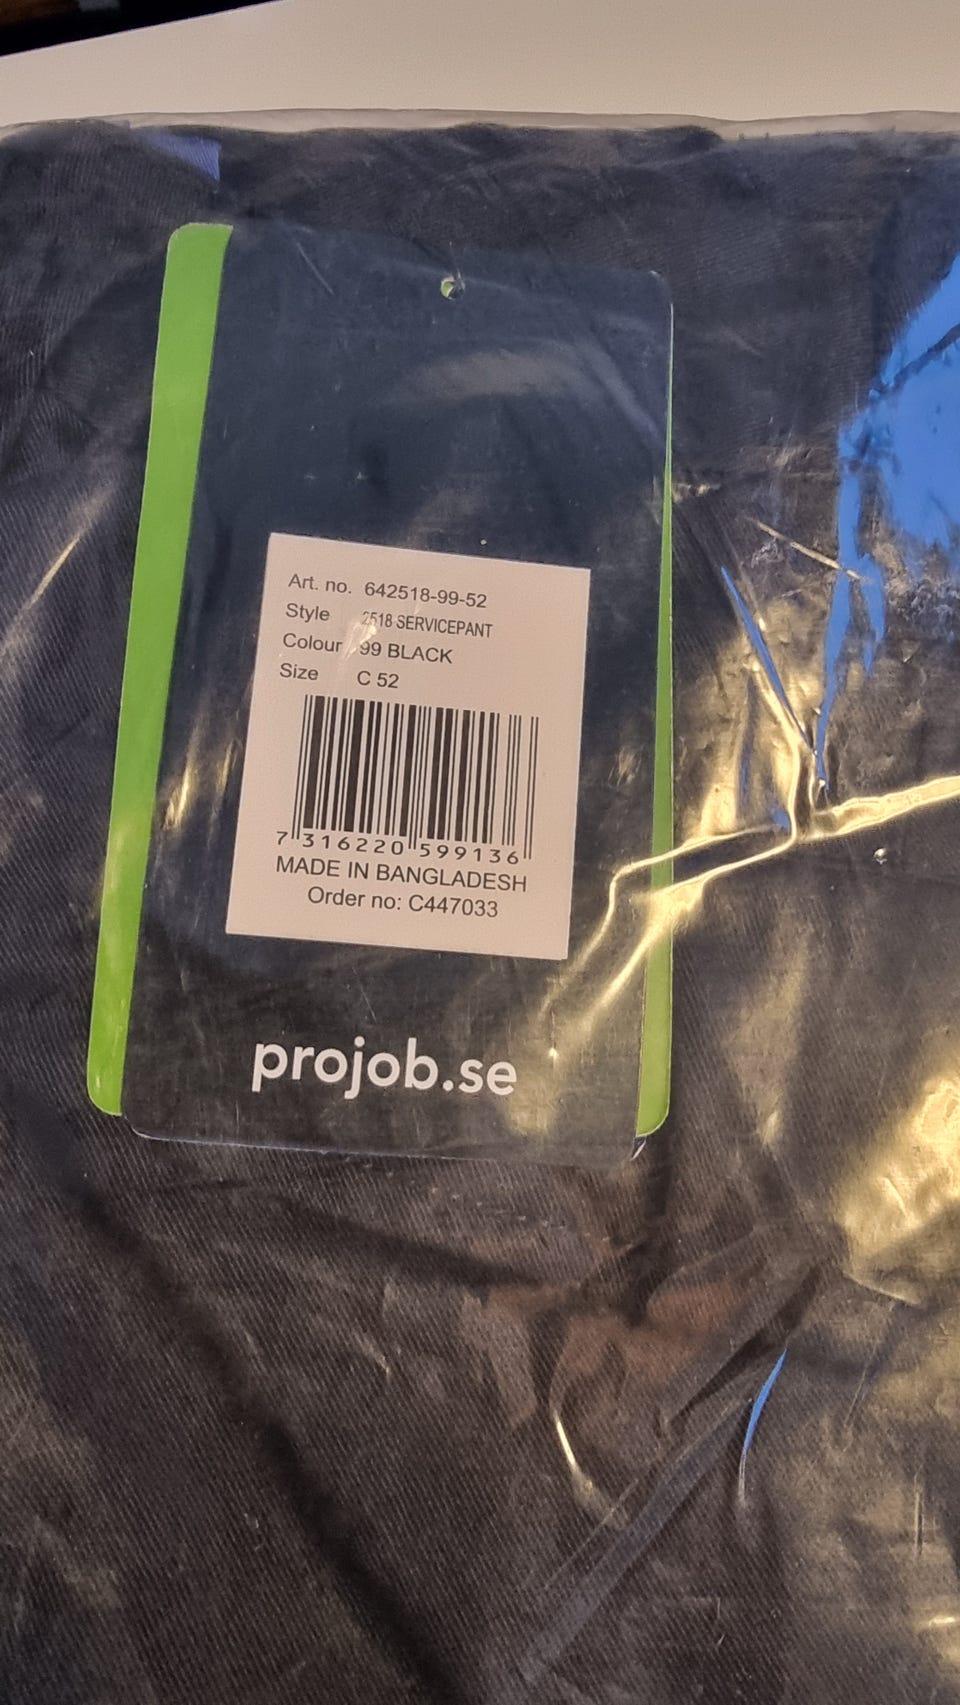 Art. no. 642518-99-52
Style 2518 SERVICEPANT
Colour 99 BLACK
Size C 52
7 316220 599136
MADE IN BANGLADESH
Order no: C447033
projob.se